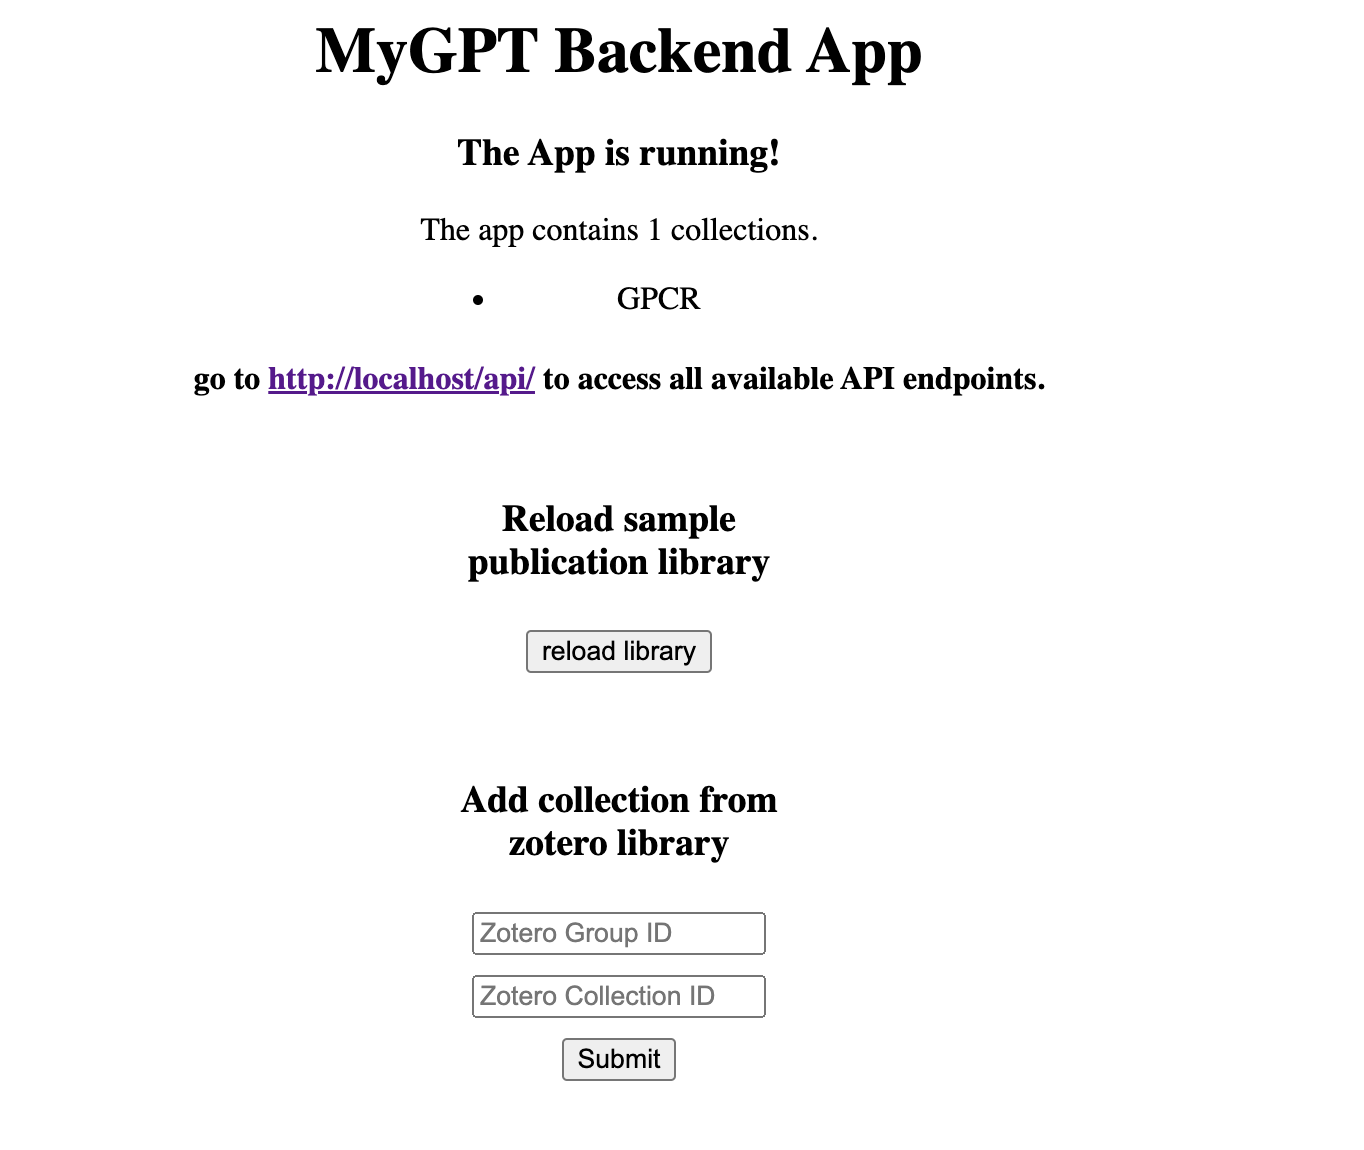 MyGPT Backend App
The App is running!
The app contains 1 collections.
• GPCR
go to http://localhost/api/ to access all available API endpoints.
Reload sample
publication library
reload library
Add collection from
zotero library
Zotero Group ID
Zotero Collection ID
Submit